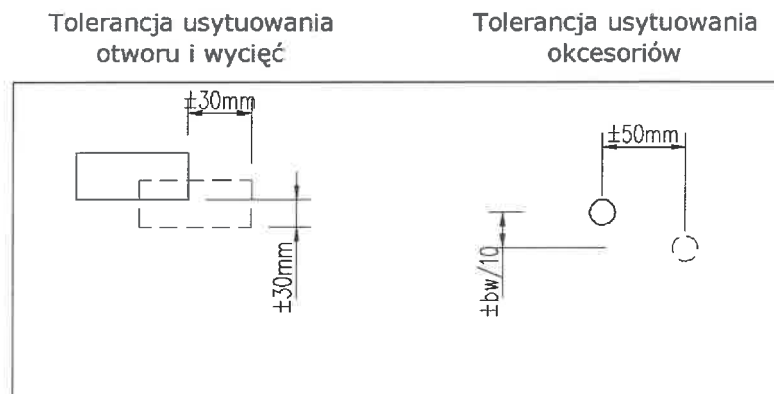 Tolerancja usytuowania
otworu i wycięć
Tolerancja usytuowania
okcesoriów
±30mm
±30mm
±50mm
±bw/10